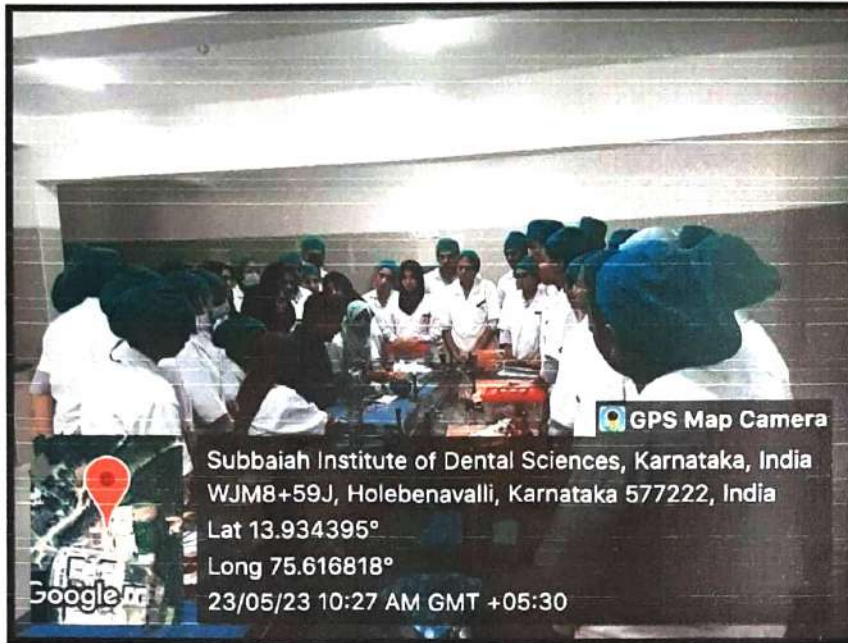 GPS Map Camera
Subbaiah Institute of Dental Sciences, Karnataka, India
WJM8+59J, Holebenavalli, Karnataka 577222, India
Lat 13.934395°
Long 75.616818°
23/05/23 10:27 AM GMT +05:30
Google